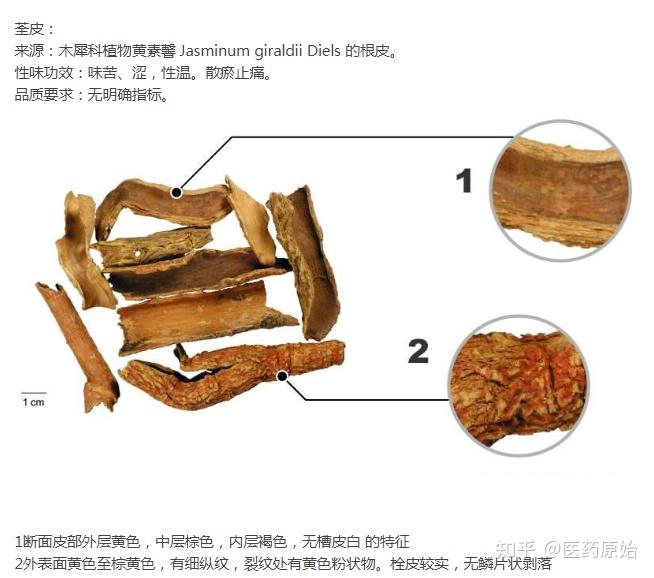 荃皮：
来源：木犀科植物黄素馨 Jasminum giraldii Diels 的根皮。
性味功效：味苦、涩，性温。散瘀止痛。
品质要求：无明确指标。
1
2
1 cm
1断面皮部外层黄色，中层棕色，内层褐色，无槽皮白 的特征
2外表面黄色至棕黄色，有细纵纹，裂纹处有黄色粉状物。栓皮较实，无鳞片状剥落
知乎 @医药原始